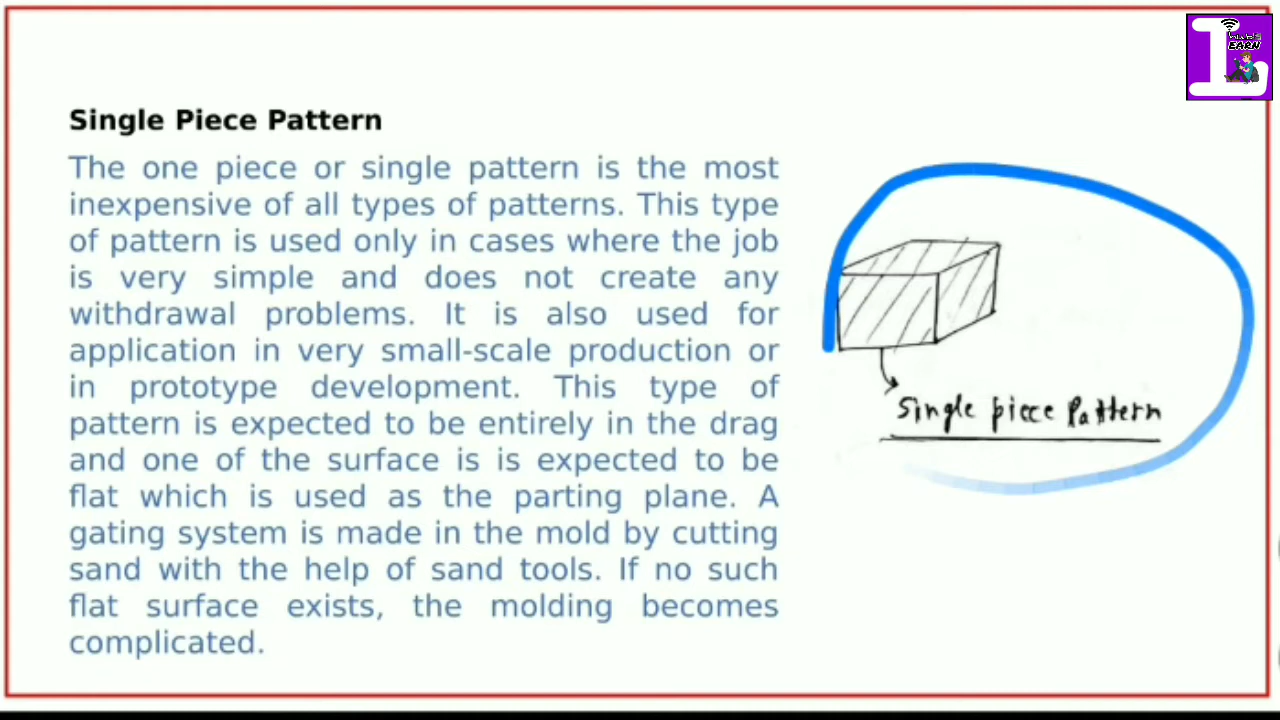 Single Piece Pattern
The one piece or single pattern is the most
inexpensive of all types of patterns. This type
of pattern is used only in cases where the job
is very simple and does not create any
withdrawal problems. It is also used for
application in very small-scale production or
in prototype development. This type of
pattern is expected to be entirely in the drag
and one of the surface is is expected to be
flat which is used as the parting plane. A
gating system is made in the mold by cutting
sand with the help of sand tools. If no such
flat surface exists, the molding becomes
complicated.
Single piece Pattern
L
EARN